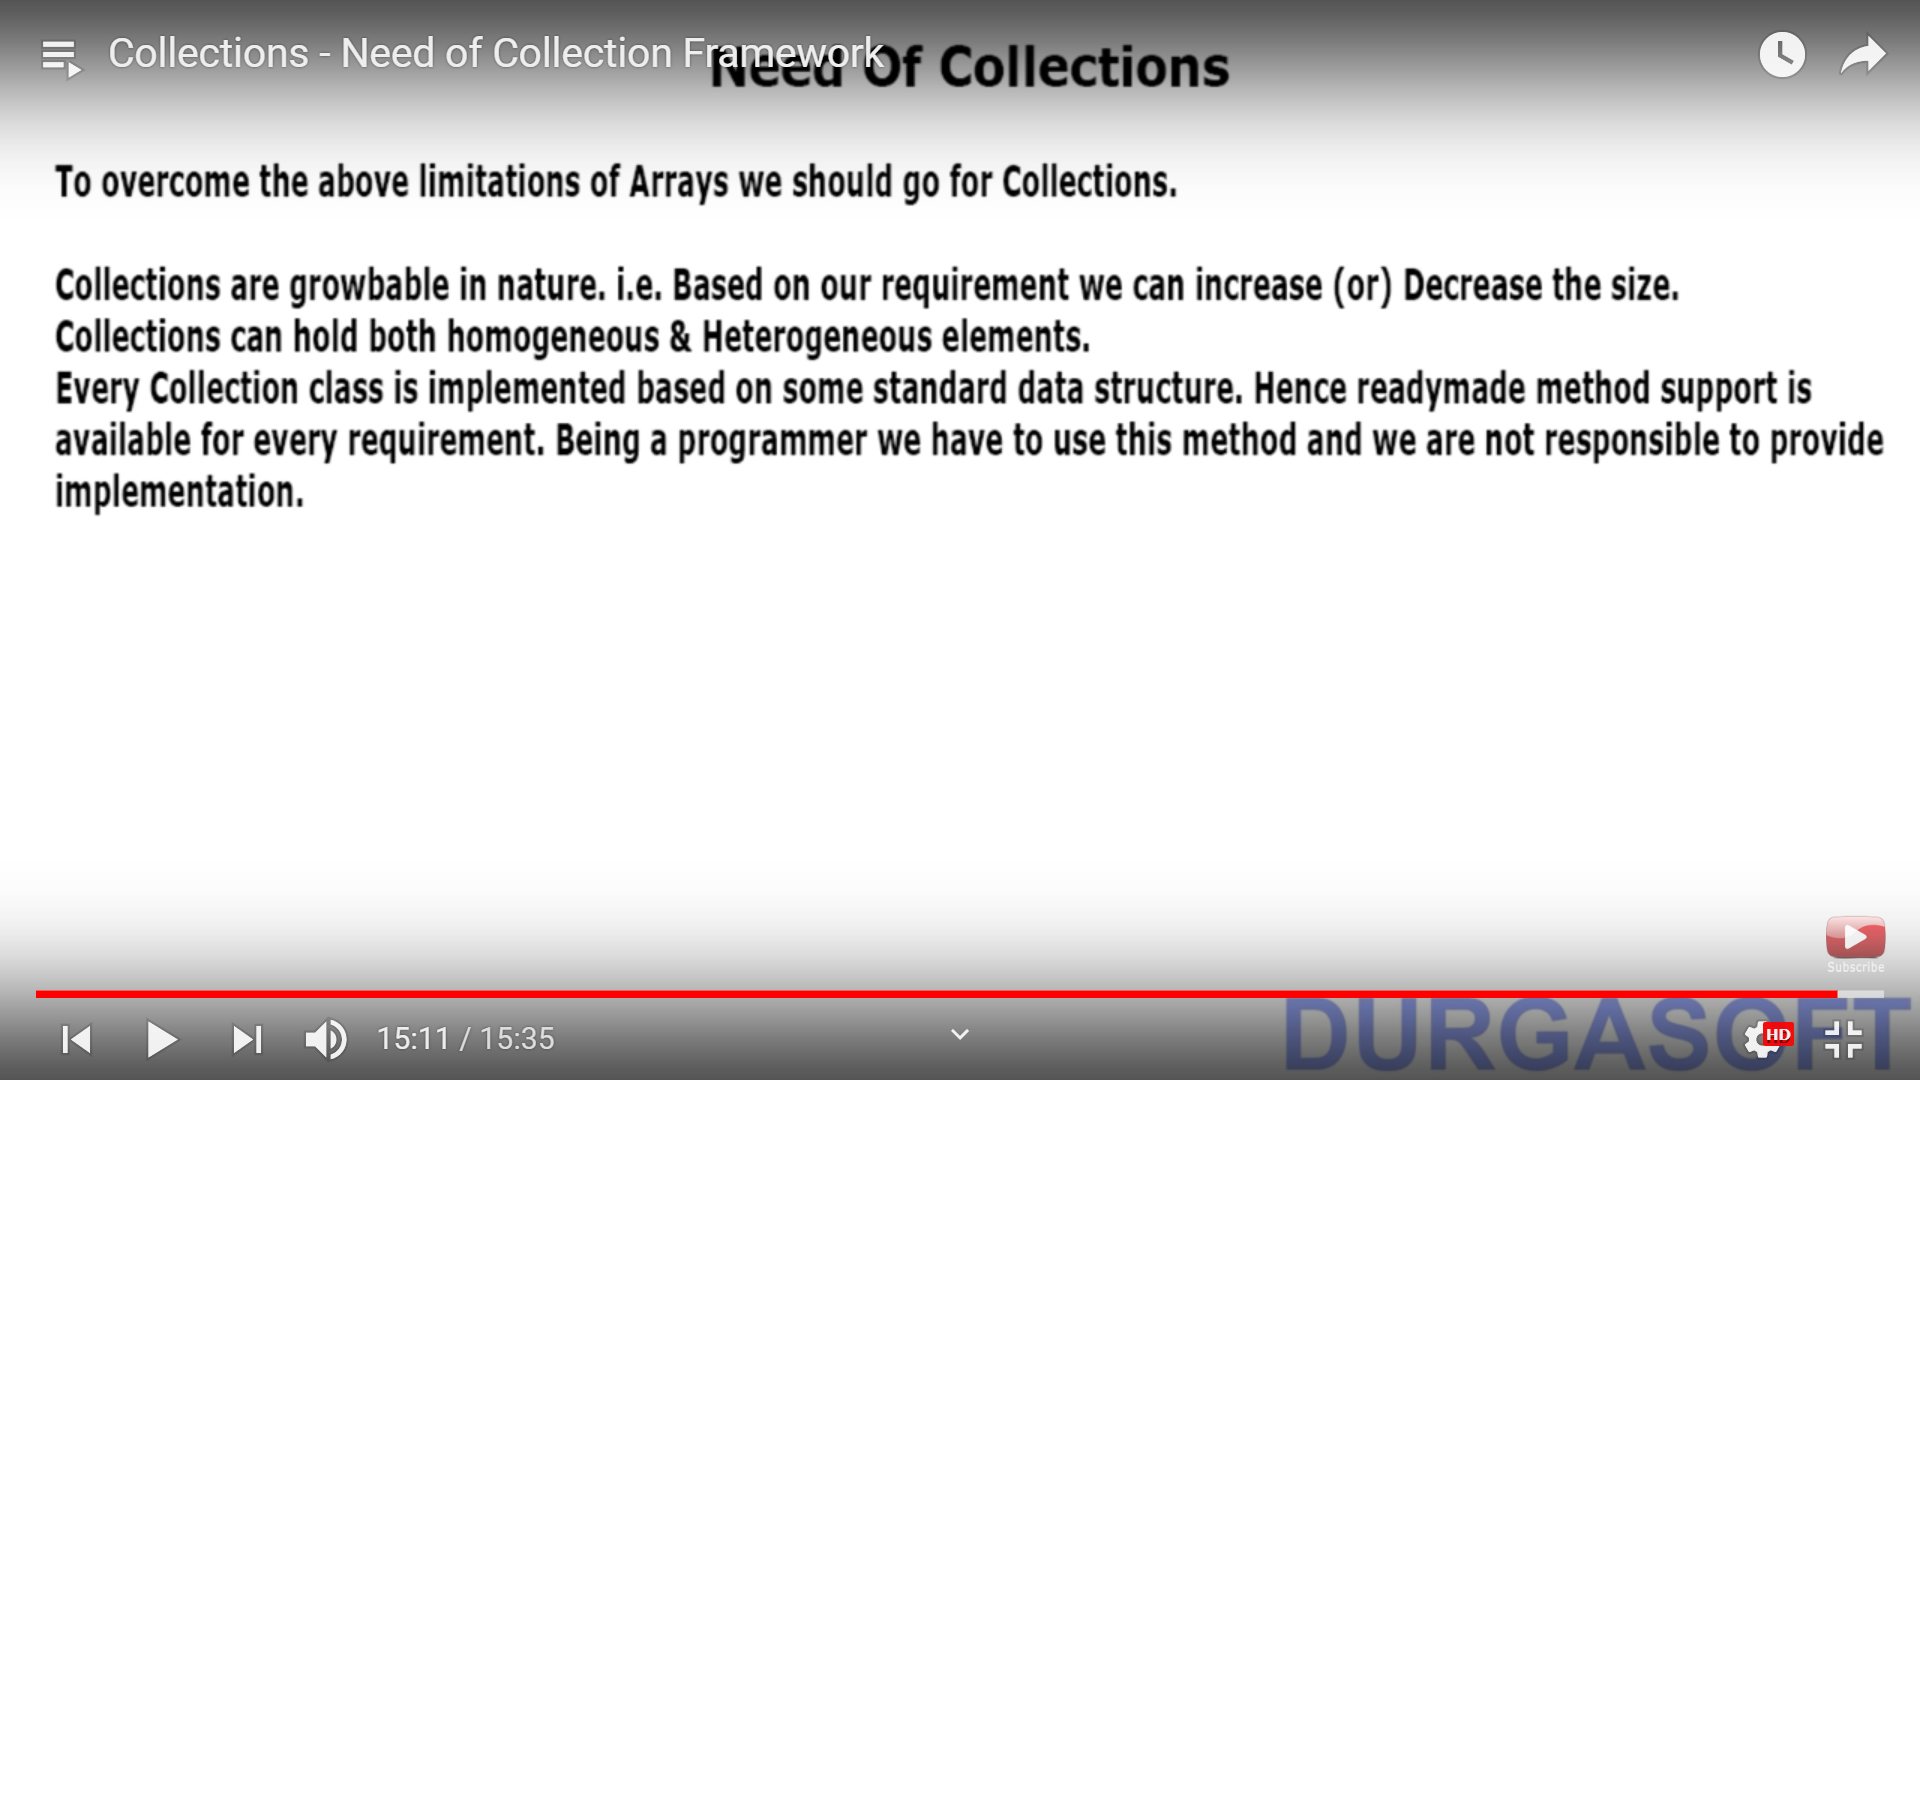 Collections - Need of Collection Framework
Need Of Collections
To overcome the above limitations of Arrays we should go for Collections.
Collections are growbable in nature. i.e. Based on our requirement we can increase (or) Decrease the size.
Collections can hold both homogeneous & Heterogeneous elements.
Every Collection class is implemented based on some standard data structure. Hence readymade method support is
available for every requirement. Being a programmer we have to use this method and we are not responsible to provide
implementation.
Subscribe
15:11 / 15:35
DURGASOFT
HD